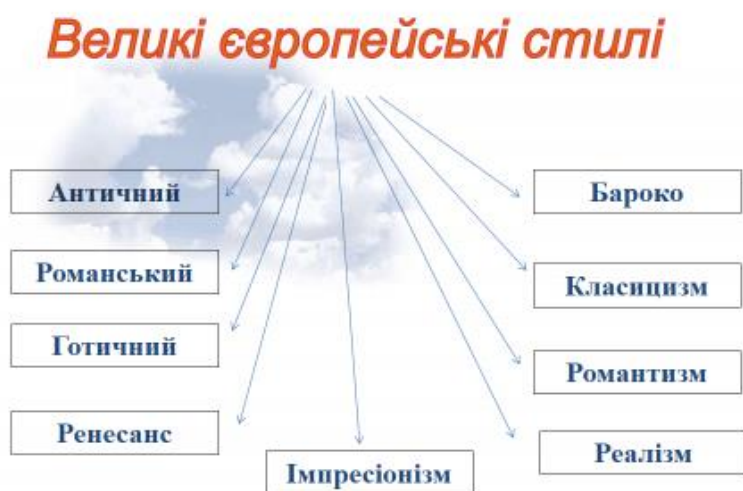 Великі європейські стилі
Античний
Романський
Готичний
Ренесанс
Імпресіонізм
Бароко
Класицизм
Романтизм
Реалізм